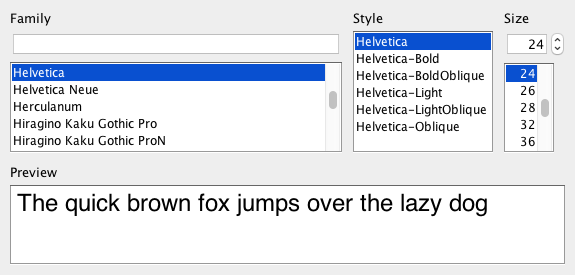 Family
Style
Size
24
Helvetica
Helvetica Neue
Herculanum
Hiragino Kaku Gothic Pro
Hiragino Kaku Gothic ProN
Helvetica
Helvetica-Bold
Helvetica-BoldOblique
Helvetica-Light
Helvetica-LightOblique
Helvetica-Oblique
24
26
28
32
36
Preview
The quick brown fox jumps over the lazy dog